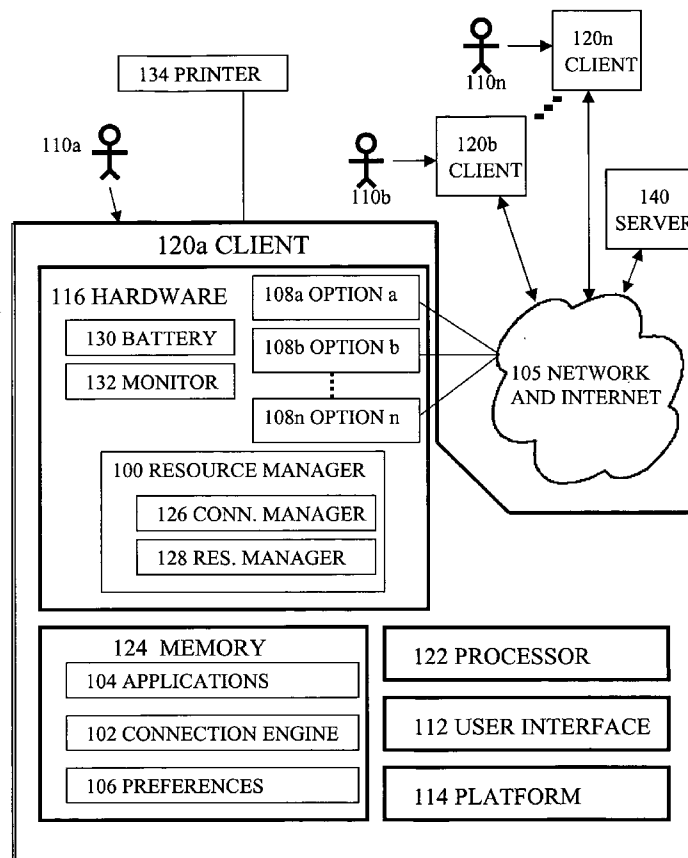 120n
CLIENT
110n
134 PRINTER
110a
120b
CLIENT
110b
140
SERVER
120a CLIENT
116 HARDWARE
108a OPTION a
130 BATTERY
108b OPTION b
132 MONITOR
108n OPTION n
105 NETWORK
AND INTERNET
100 RESOURCE MANAGER
126 CONN. MANAGER
128 RES. MANAGER
124 MEMORY
104 APPLICATIONS
102 CONNECTION ENGINE
106 PREFERENCES
122 PROCESSOR
112 USER INTERFACE
114 PLATFORM